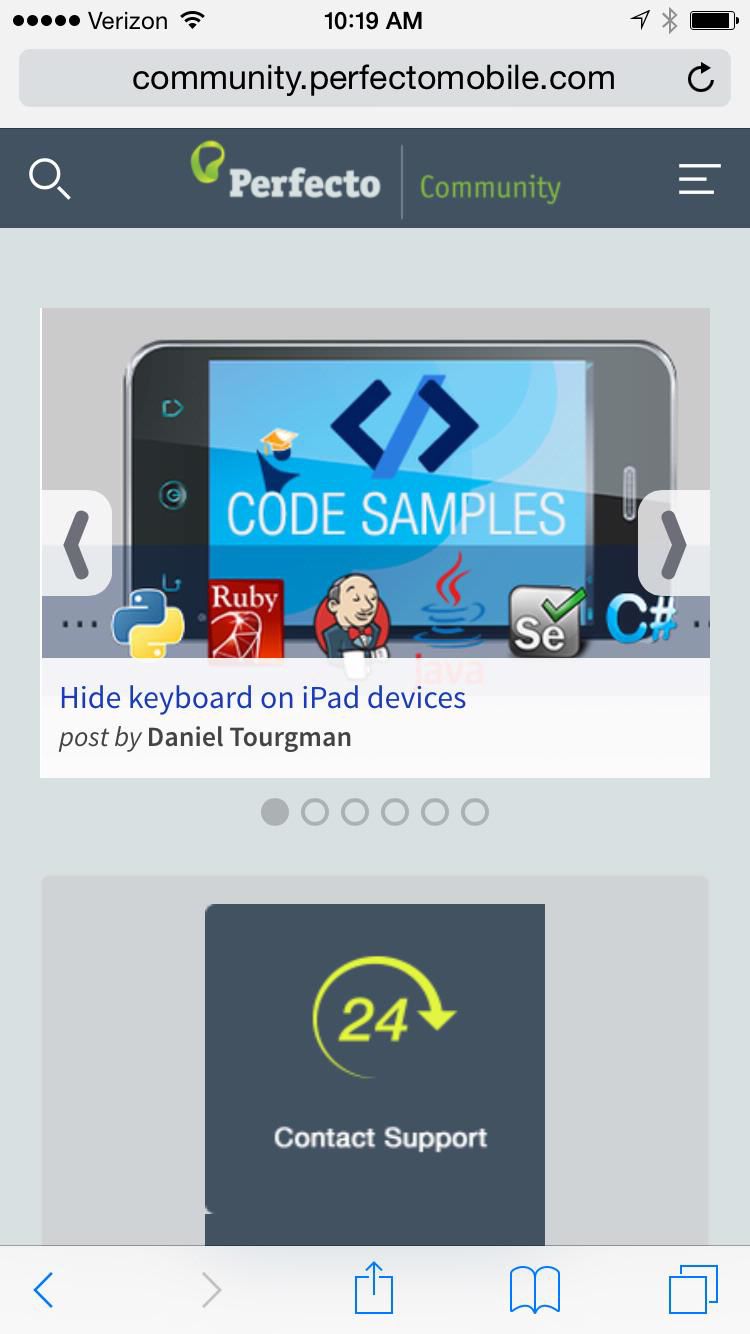 Verizon 10:19 AM
community.perfectomobile.com
Perfecto Community
CODE SAMPLES
... Ruby Se C# ..
java
Hide keyboard on iPad devices
post by Daniel Tourgman
24
Contact Support